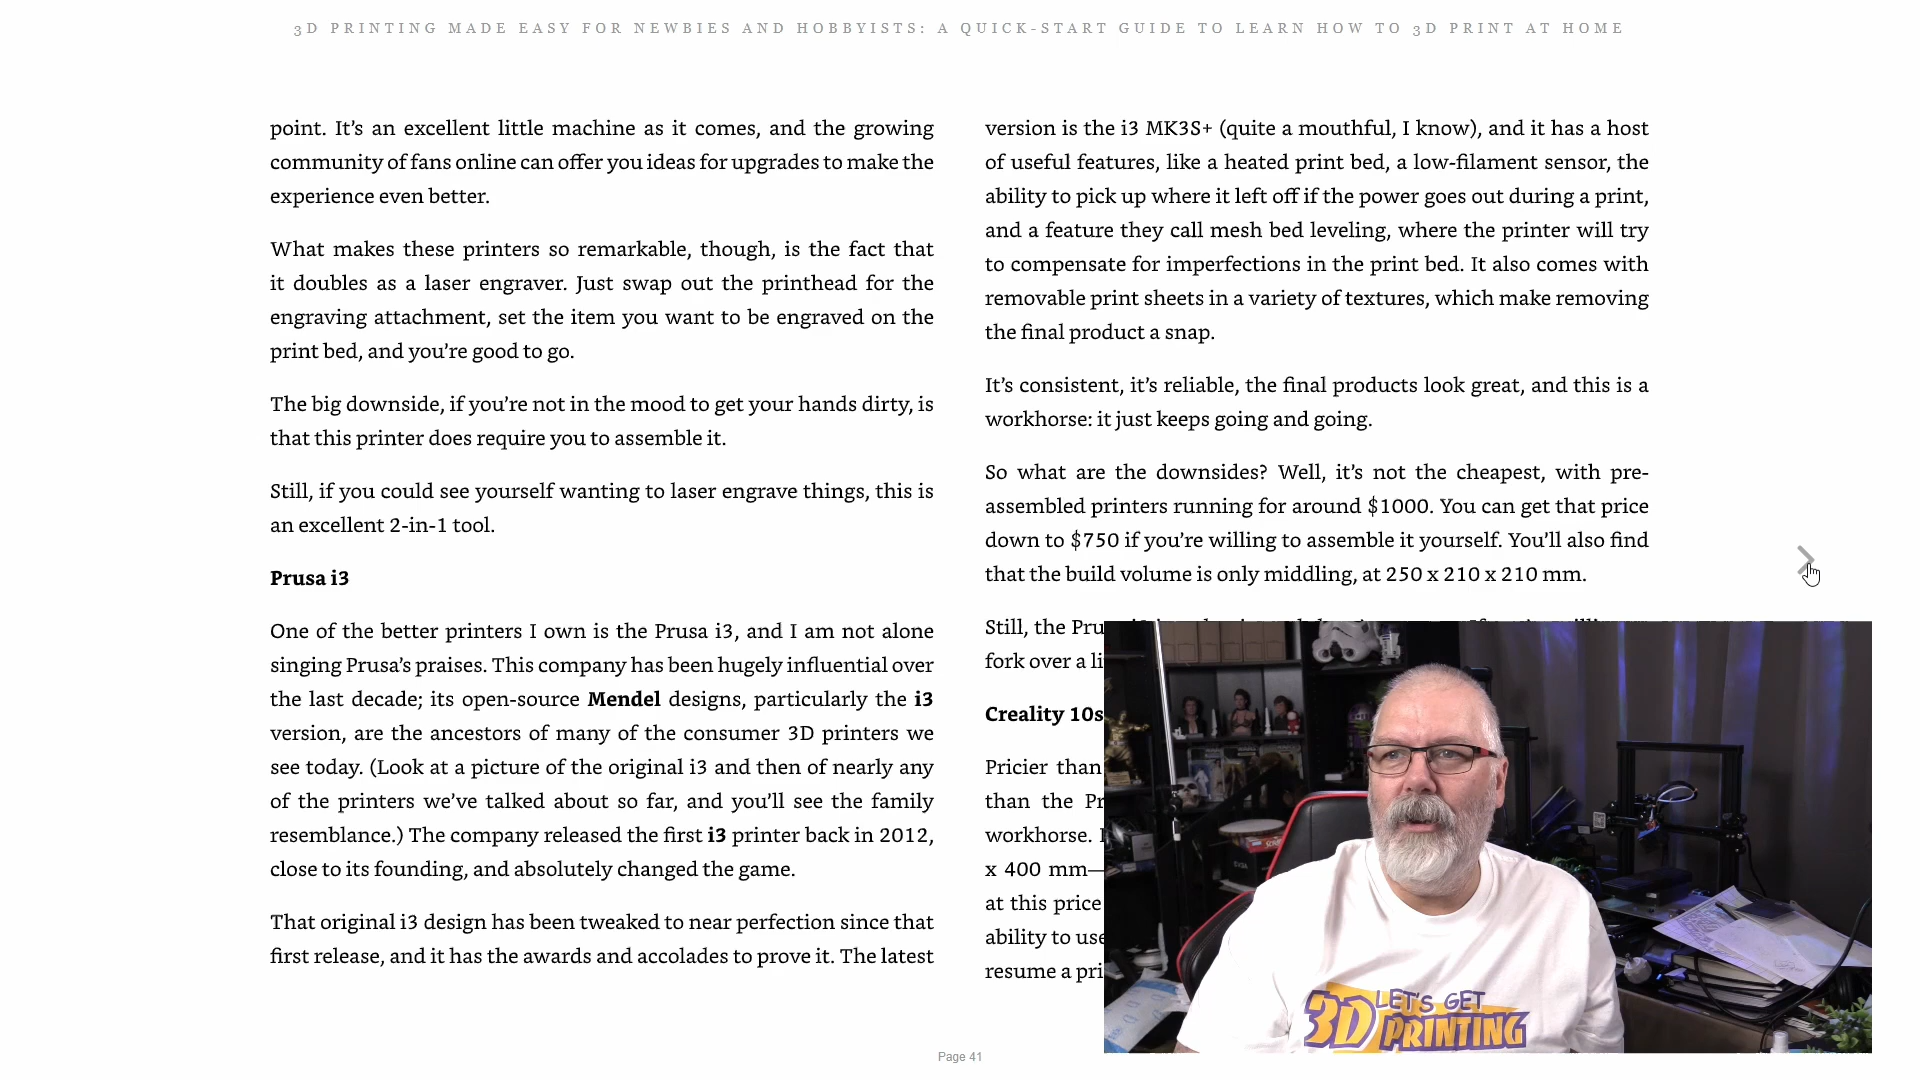 3D PRINTING MADE EASY FOR NEWBIES AND HOBBYISTS: A QUICK-START GUIDE TO LEARN HOW TO 3D PRINT AT HOME
point. It’s an excellent little machine as it comes, and the growing
community of fans online can offer you ideas for upgrades to make the
experience even better.
What makes these printers so remarkable, though, is the fact that
it doubles as a laser engraver. Just swap out the printhead for the
engraving attachment, set the item you want to be engraved on the
print bed, and you’re good to go.
The big downside, if you’re not in the mood to get your hands dirty, is
that this printer does require you to assemble it.
Still, if you could see yourself wanting to laser engrave things, this is
an excellent 2-in-1 tool.
Prusa i3
One of the better printers I own is the Prusa i3, and I am not alone
singing Prusa’s praises. This company has been hugely influential over
the last decade; its open-source Mendel designs, particularly the i3
version, are the ancestors of many of the consumer 3D printers we
see today. (Look at a picture of the original i3 and then of nearly any
of the printers we’ve talked about so far, and you’ll see the family
resemblance.) The company released the first i3 printer back in 2012,
close to its founding, and absolutely changed the game.
That original i3 design has been tweaked to near perfection since that
first release, and it has the awards and accolades to prove it. The latest
version is the i3 MK3S+ (quite a mouthful, I know), and it has a host
of useful features, like a heated print bed, a low-filament sensor, the
ability to pick up where it left off if the power goes out during a print,
and a feature they call mesh bed leveling, where the printer will try
to compensate for imperfections in the print bed. It also comes with
removable print sheets in a variety of textures, which make removing
the final product a snap.
It’s consistent, it’s reliable, the final products look great, and this is a
workhorse: it just keeps going and going.
So what are the downsides? Well, it’s not the cheapest, with pre-
assembled printers running for around $1000. You can get that price
down to $750 if you’re willing to assemble it yourself. You’ll also find
that the build volume is only middling, at 250 x 210 x 210 mm.
Still, the Pru
fork over a li
Creality 10s
Pricier than
than the Pr
workhorse.
x 400 mm—
at this price
ability to use
resume a pri
LET'S GET
3D PRINTING
Page 41